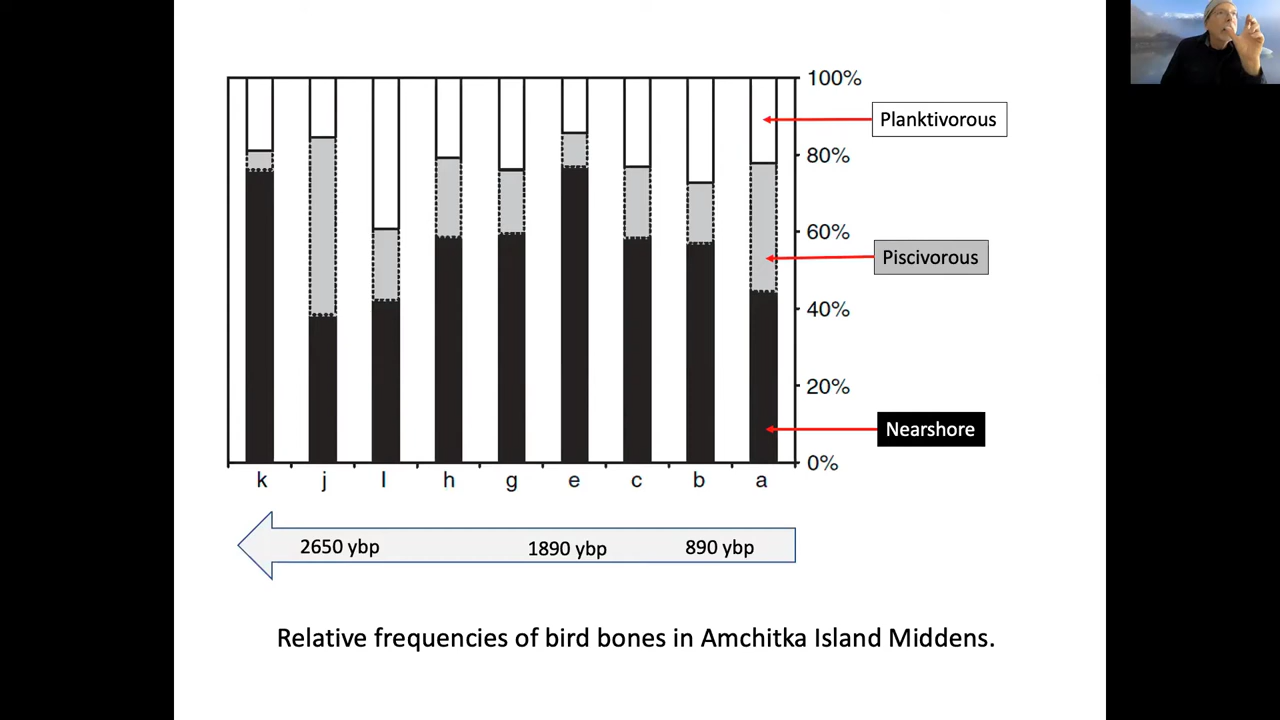 100%
Planktivorous
80%
60%
Piscivorous
40%
20%
Nearshore
0%
k j l h g e c b a
2650 ybp 1890 ybp 890 ybp
Relative frequencies of bird bones in Amchitka Island Middens.